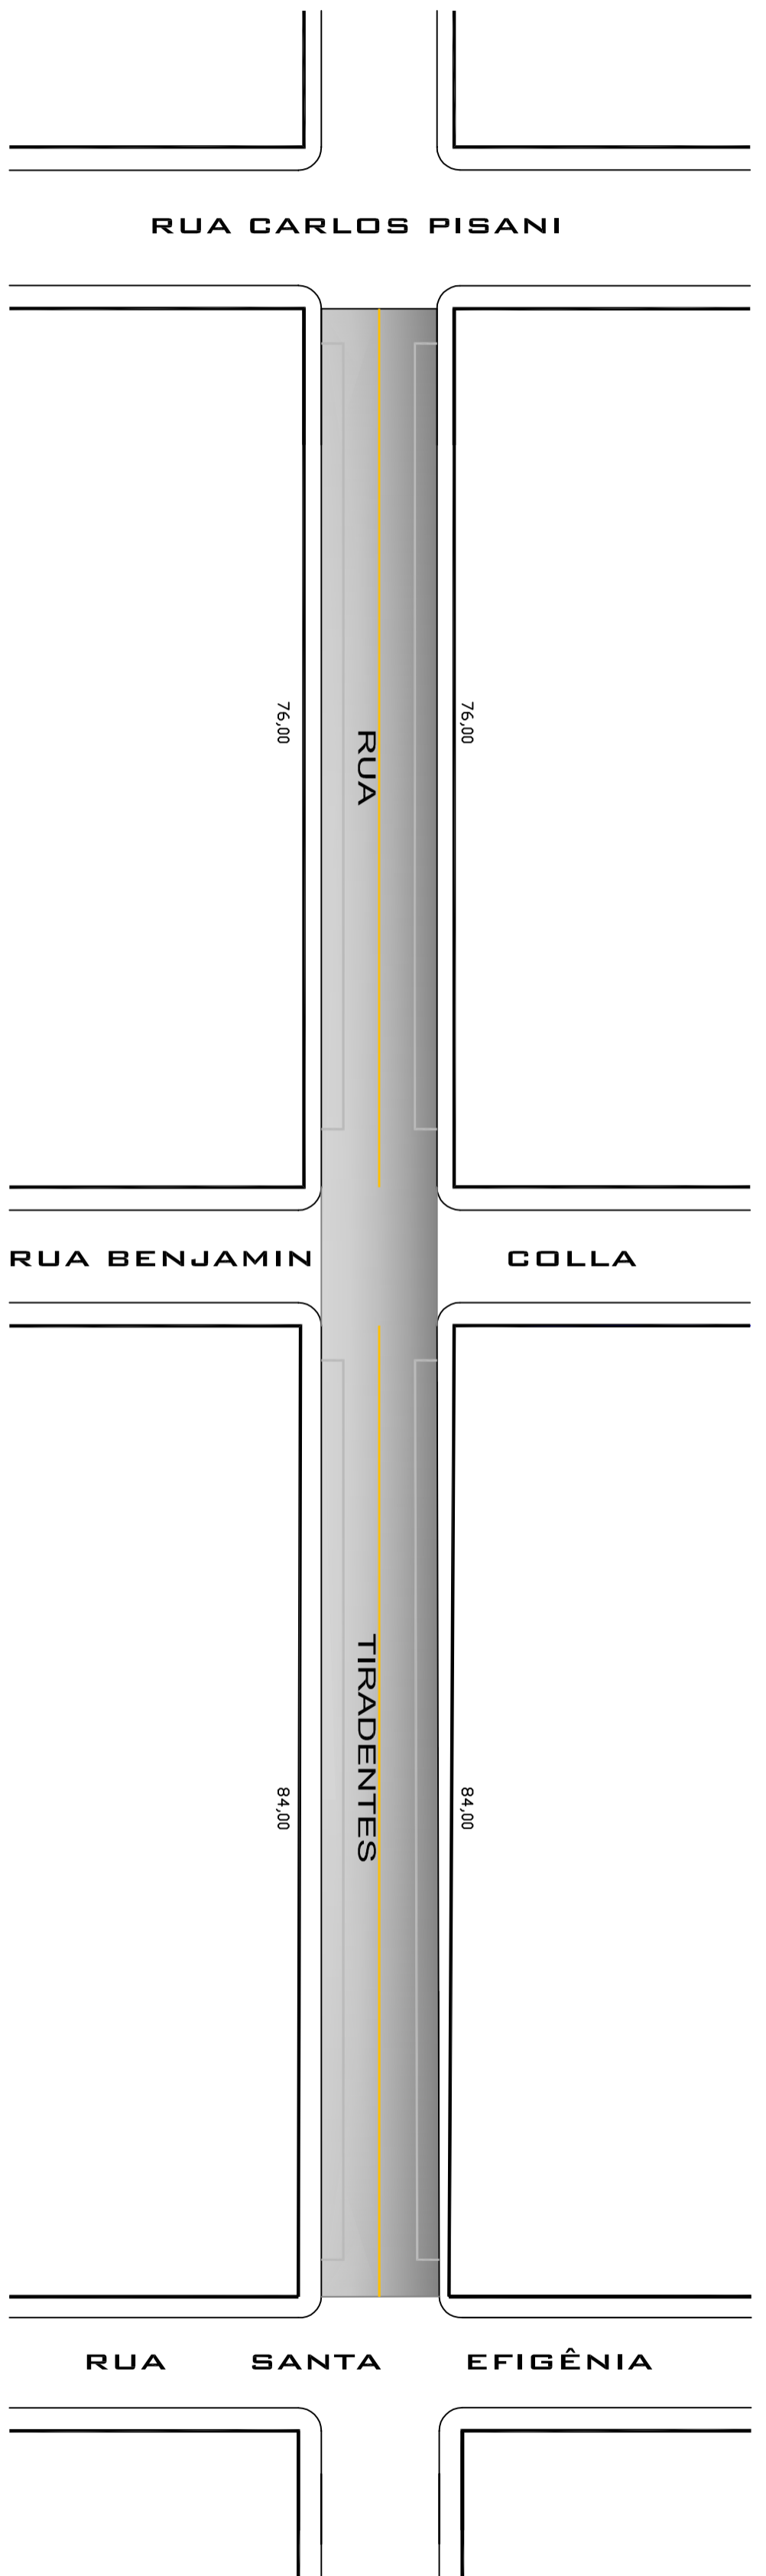 RUA CARLOS PISANI
76,00
76,00
RUA
RUA BENJAMIN COLLA
TIRADENTES
84,00
84,00
RUA SANTA EFIGÊNIA